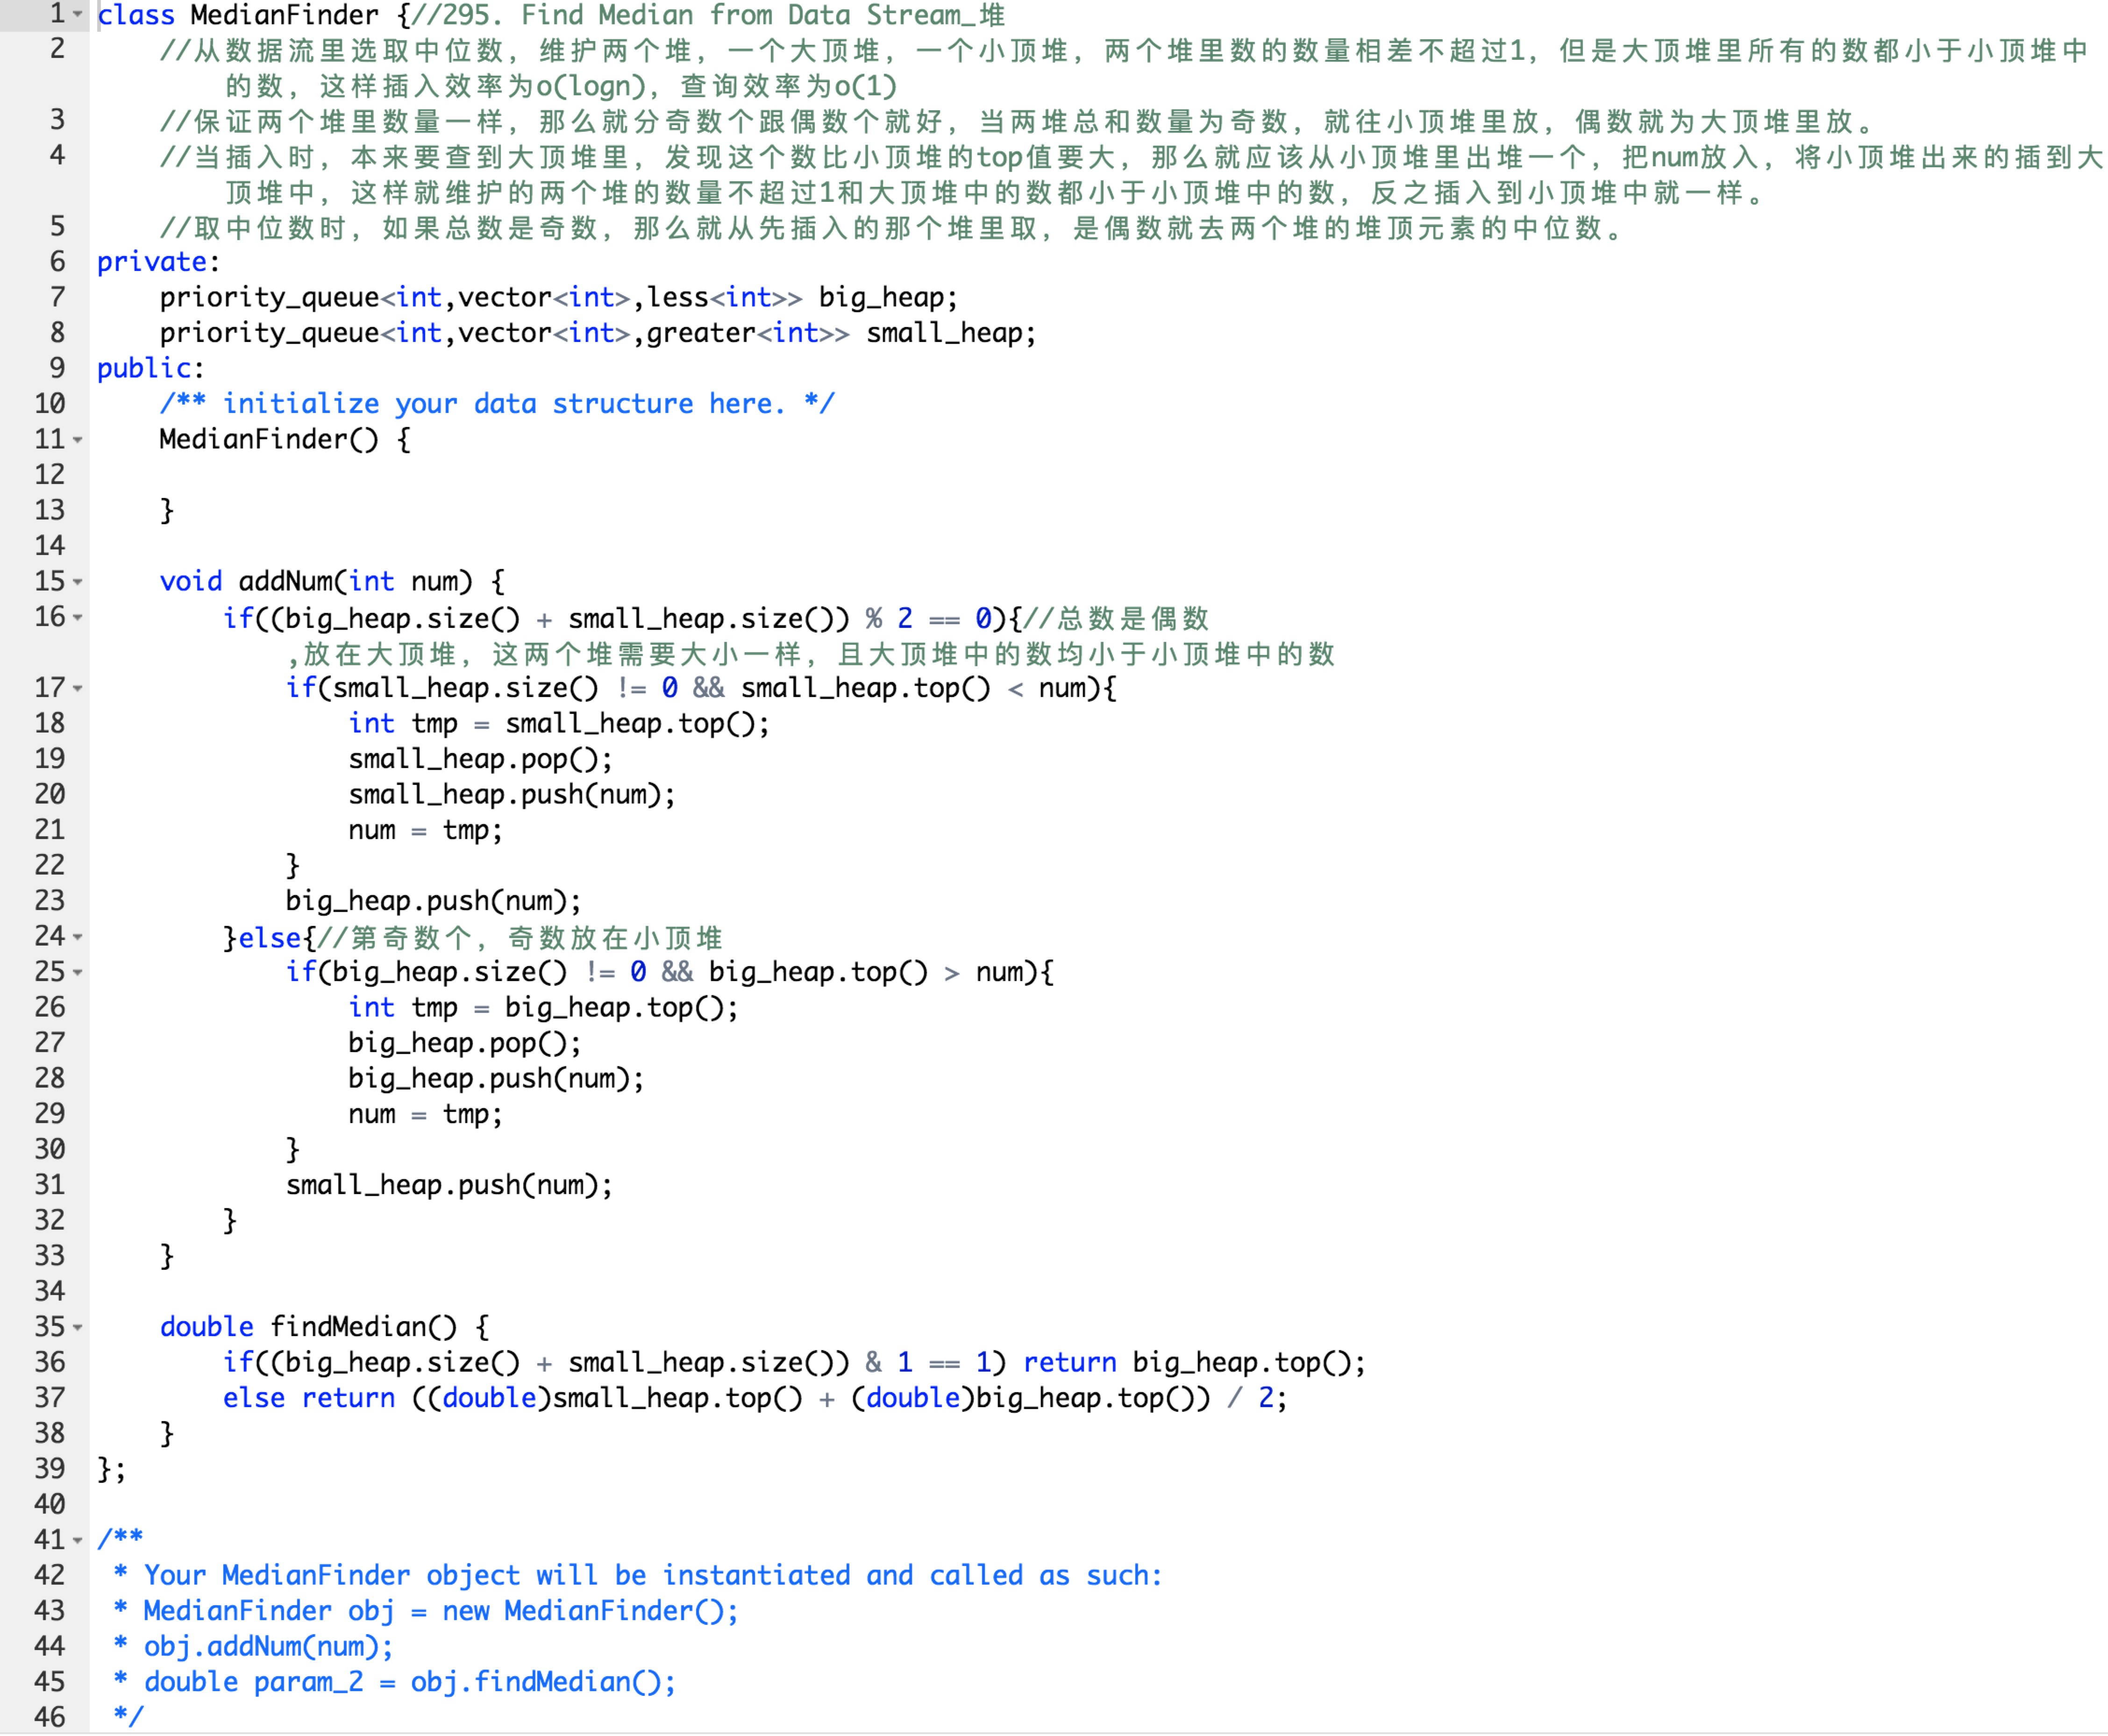 1 class MedianFinder {//295. Find Median from Data Stream_堆
2 //从数据流里选取中位数，维护两个堆，一个大顶堆，一个小顶堆，两个堆里数的数量相差不超过1，但是大顶堆里所有的数都小于小顶堆中
的数，这样插入效率为o(logn)，查询效率为o(1)
3 //保证两个堆里数量一样，那么就分奇数个跟偶数个就好，当两堆总和数量为奇数，就往小顶堆里放，偶数就为大顶堆里放。
4 //当插入时，本来要查到大顶堆里，发现这个数比小顶堆的top值要大，那么就应该从小顶堆里出堆一个，把num放入，将小顶堆出来的插到大
顶堆中，这样就维护的两个堆的数量不超过1和大顶堆中的数都小于小顶堆中的数，反之插入到小顶堆中就一样。
5 //取中位数时，如果总数是奇数，那么就从先插入的那个堆里取，是偶数就去两个堆的堆顶元素的中位数。
6 private:
7 priority_queue<int,vector<int>,less<int>> big_heap;
8 priority_queue<int,vector<int>,greater<int>> small_heap;
9 public:
10 /** initialize your data structure here. */
11 MedianFinder() {
12
13 }
14
15 void addNum(int num) {
16 if((big_heap.size() + small_heap.size()) % 2 == 0){//总数是偶数
,放在大顶堆，这两个堆需要大小一样，且大顶堆中的数均小于小顶堆中的数
17 if(small_heap.size() != 0 && small_heap.top() < num){
18 int tmp = small_heap.top();
19 small_heap.pop();
20 small_heap.push(num);
21 num = tmp;
22 }
23 big_heap.push(num);
24 }else{//第奇数个，奇数放在小顶堆
25 if(big_heap.size() != 0 && big_heap.top() > num){
26 int tmp = big_heap.top();
27 big_heap.pop();
28 big_heap.push(num);
29 num = tmp;
30 }
31 small_heap.push(num);
32 }
33 }
34
35 double findMedian() {
36 if((big_heap.size() + small_heap.size()) & 1 == 1) return big_heap.top();
37 else return ((double)small_heap.top() + (double)big_heap.top()) / 2;
38 }
39 };
40
41 /**
42 * Your MedianFinder object will be instantiated and called as such:
43 * MedianFinder obj = new MedianFinder();
44 * obj.addNum(num);
45 * double param_2 = obj.findMedian();
46 */